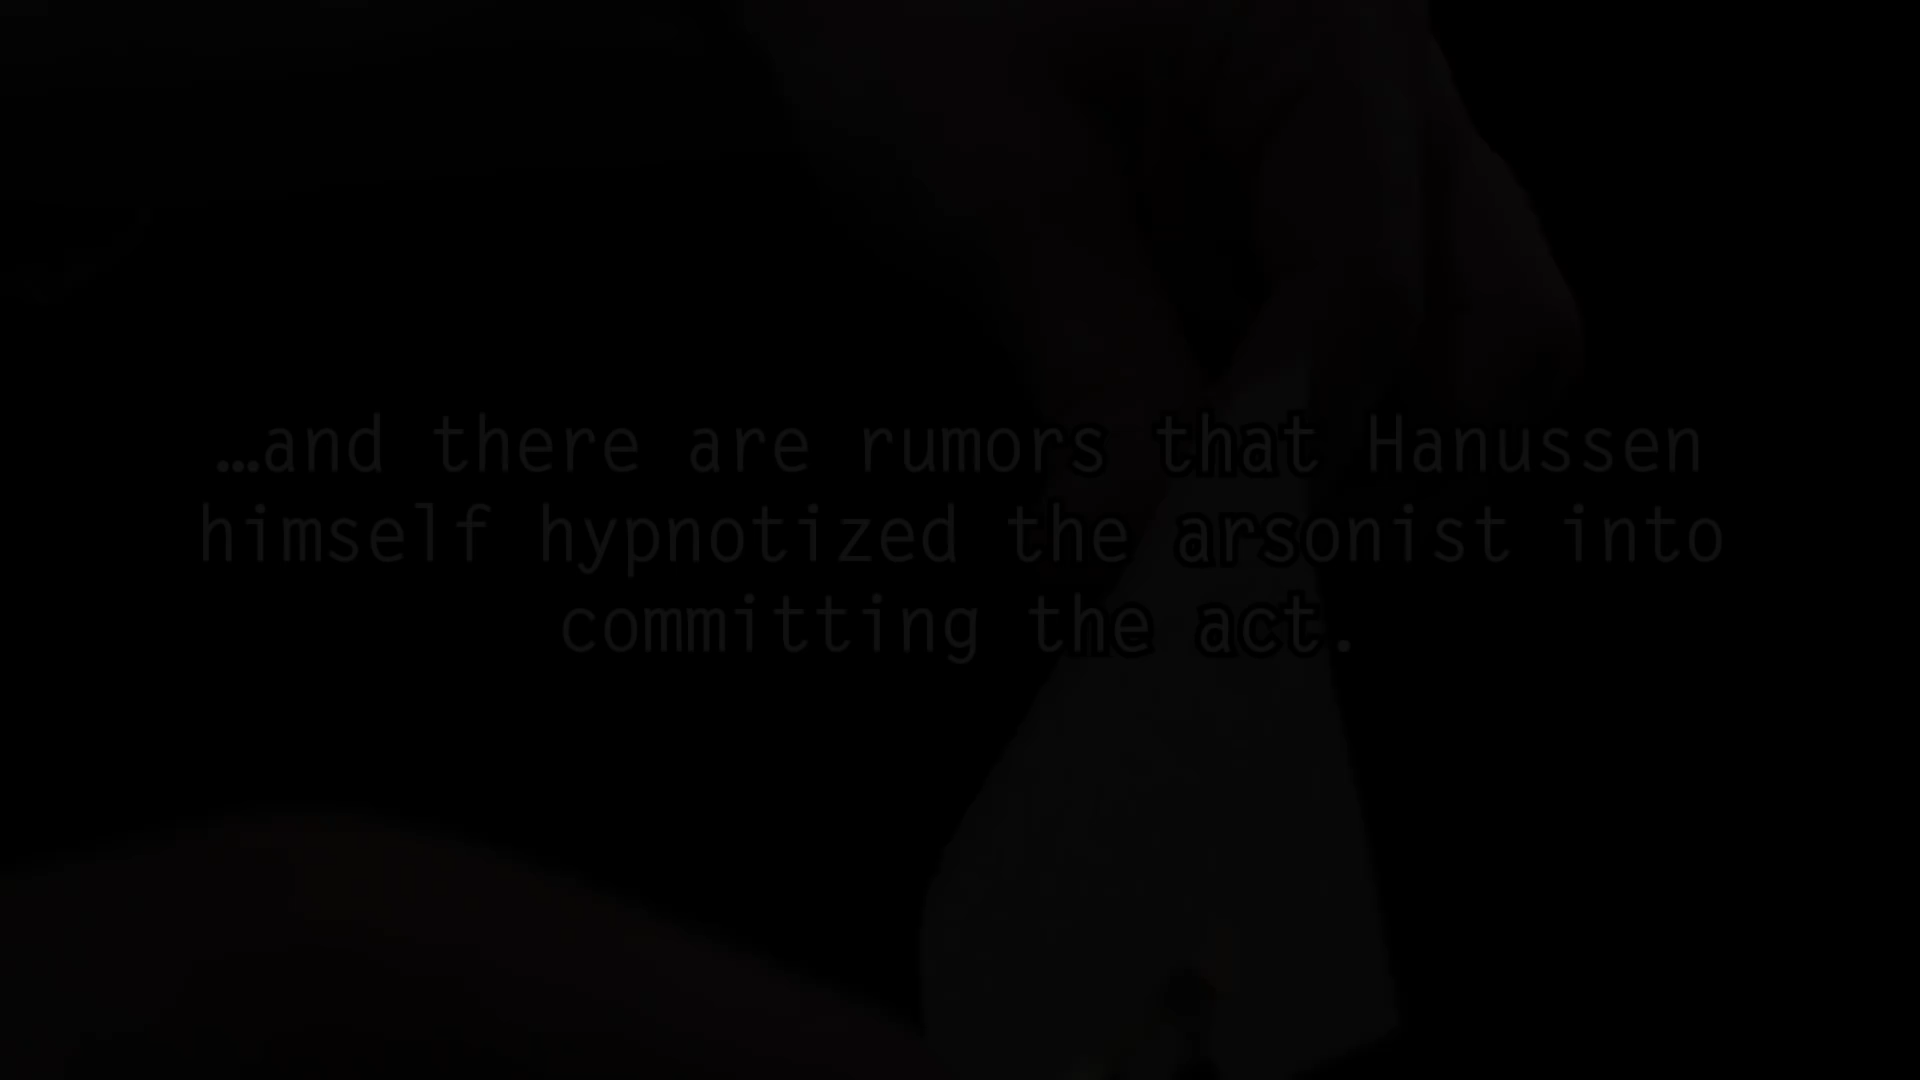 …and there are rumors that Hanussen
himself hypnotized the arsonist into
committing the act.